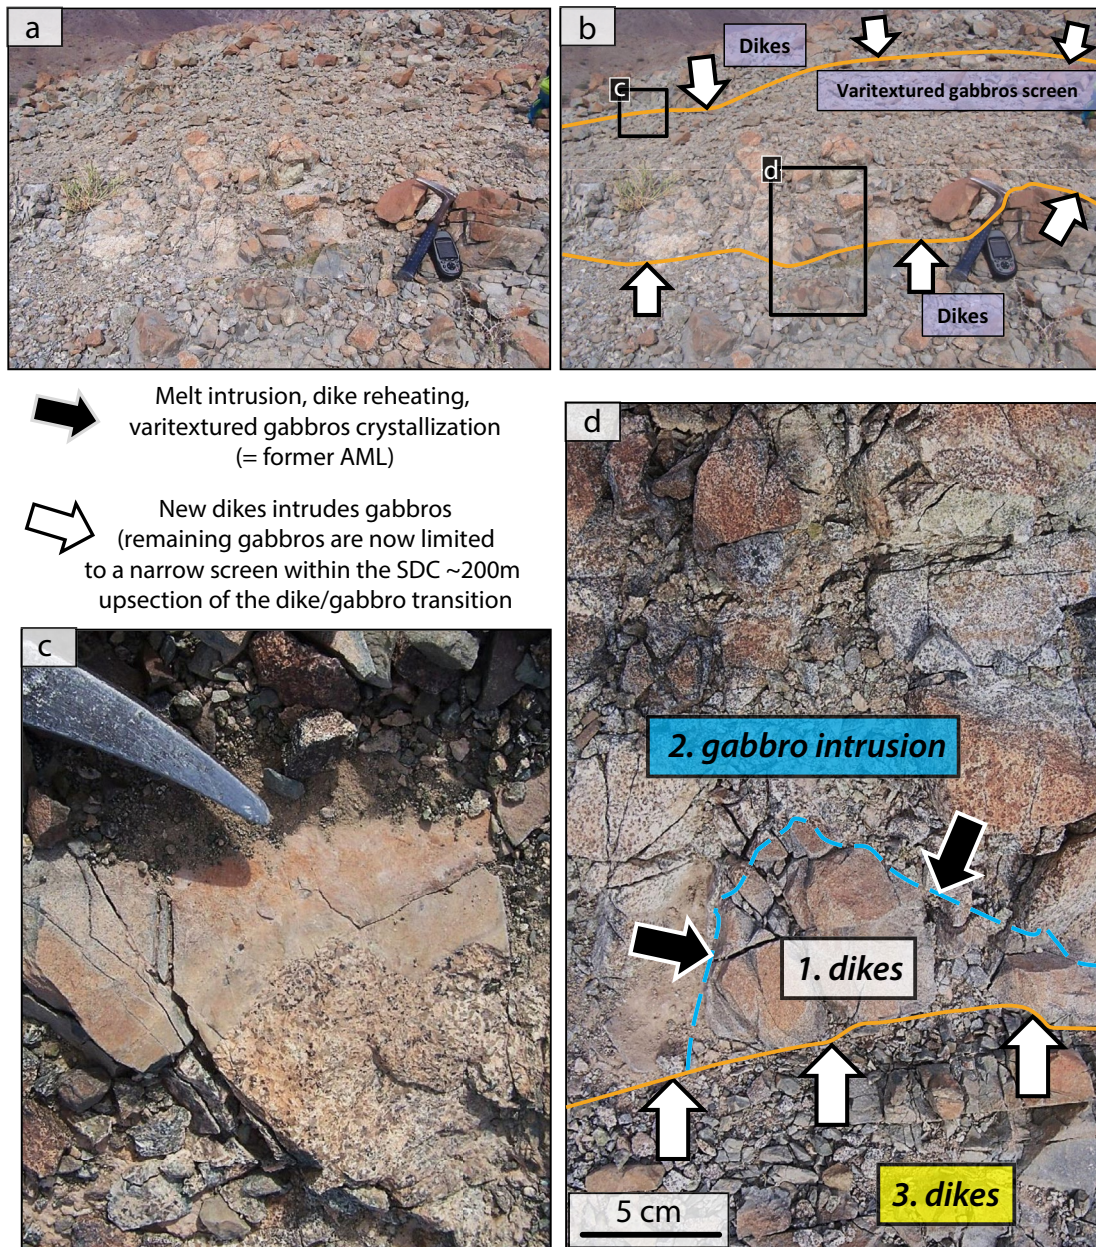 a
b
Dikes
c
Varitextured gabbros screen
d
Dikes
Melt intrusion, dike reheating,
varitextured gabbros crystallization
(= former AML)
New dikes intrudes gabbros
(remaining gabbros are now limited
to a narrow screen within the SDC ~200m
upsection of the dike/gabbro transition
c
d
2. gabbro intrusion
1. dikes
3. dikes
5 cm